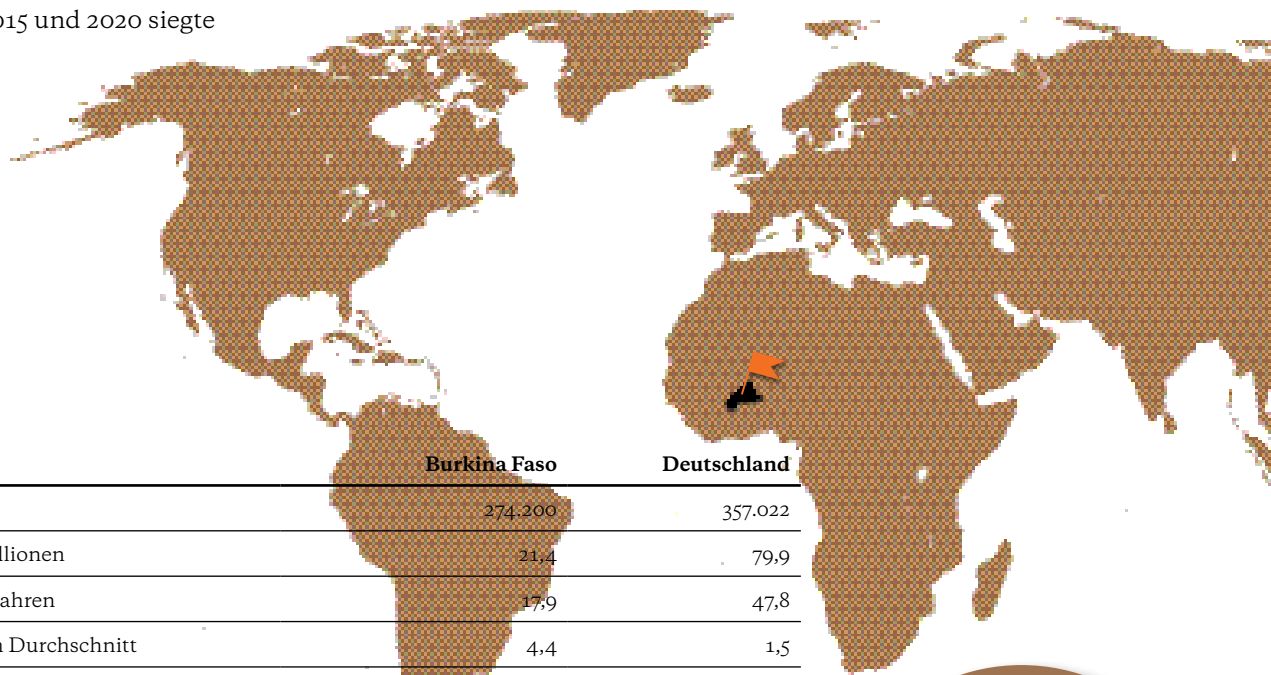 015 und 2020 siegte
Burkina Faso Deutschland
274.200 357.022
llionen 21,4 79,9
ahren 17,9 47,8
Durchschnitt 4,4 1,5